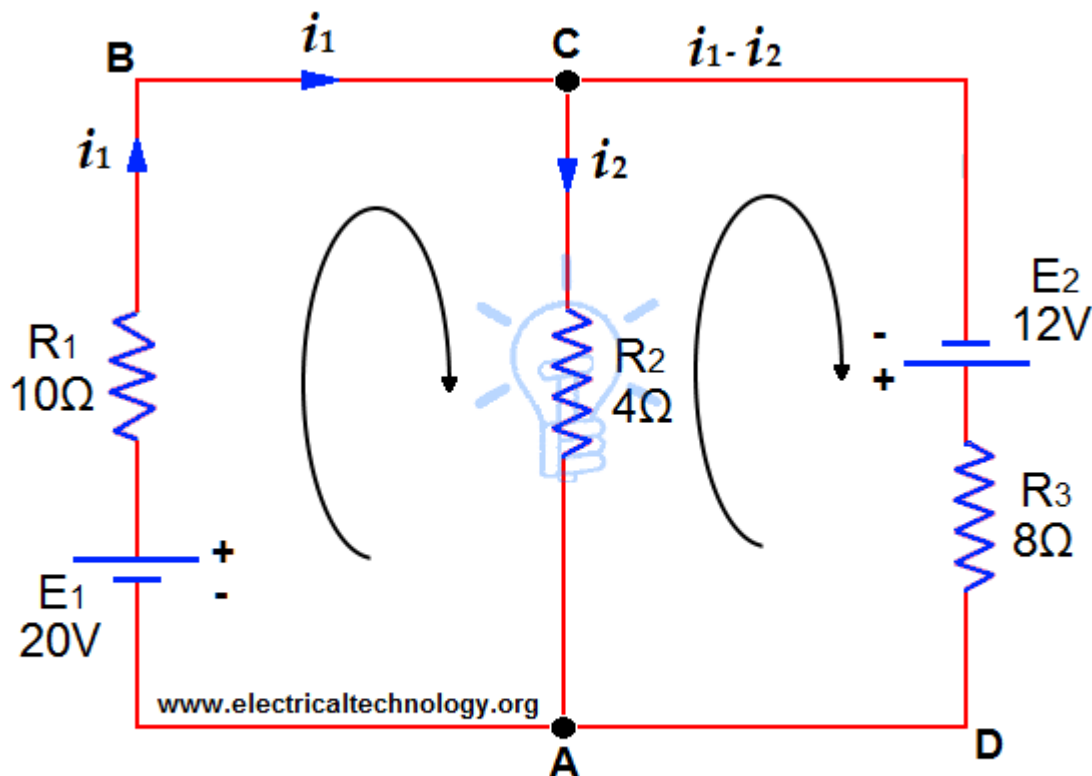 i1
B
C
i1- i2
i1
i2
E2
12V
-
+
R1
10Ω
R2
4Ω
R3
8Ω
+
-
E1
20V
www.electricaltechnology.org
A
D